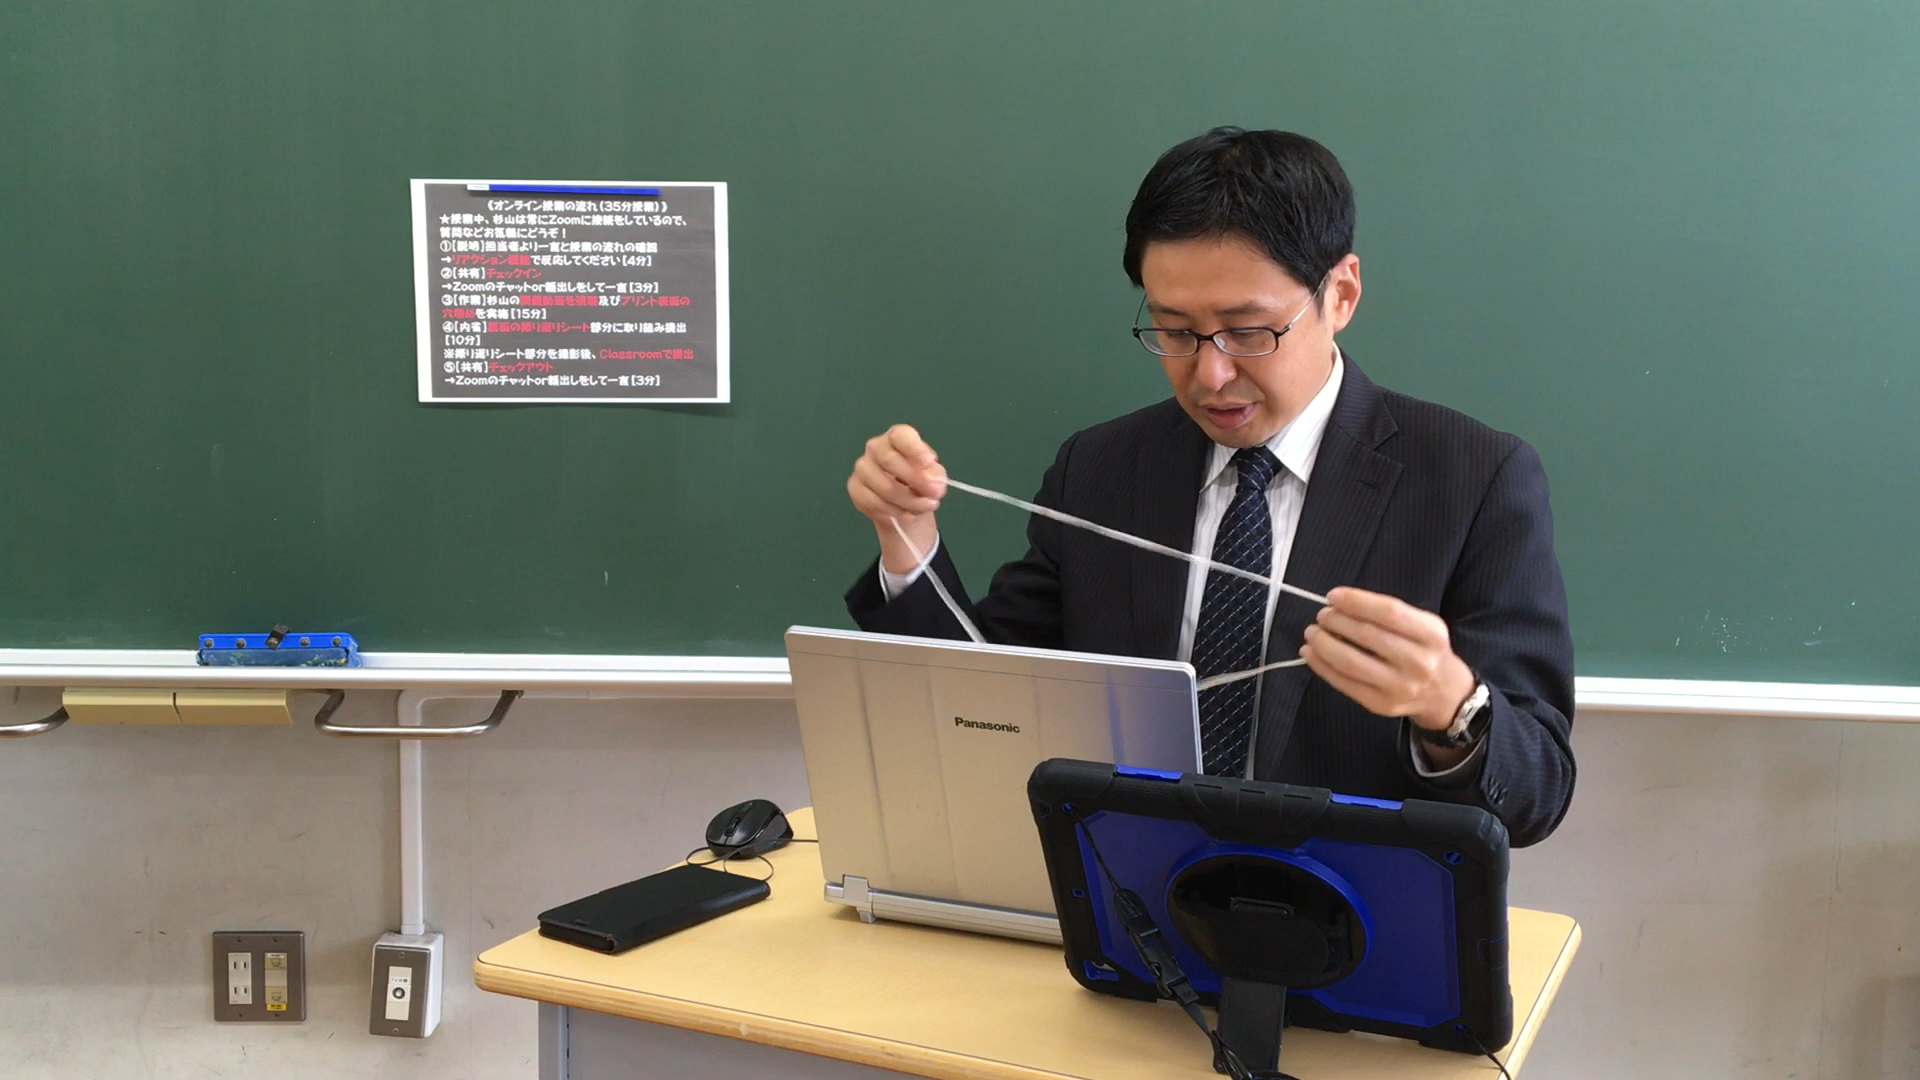 《オンライン授業の流れ(35分授業)》
★授業中、杉山は常にZoomに接続をしているので、
質問などお気軽にどうぞ!
①【説明】担当者より一言と授業の流れの確認
→リアクション機能で反応してください[4分]
②【共有】チェックイン
→Zoomのチャットor顔出しをして一言[3分]
③【作業】杉山の講義動画を視聴及びプリント表面の
穴埋めを実施[15分]
④【内省】裏面の振り返りシート部分に取り組み提出
[10分]
※振り返りシート部分を撮影後、Classroomで提出
⑤【共有】チェックアウト
→Zoomのチャットor顔出しをして一言[3分]
Panasonic